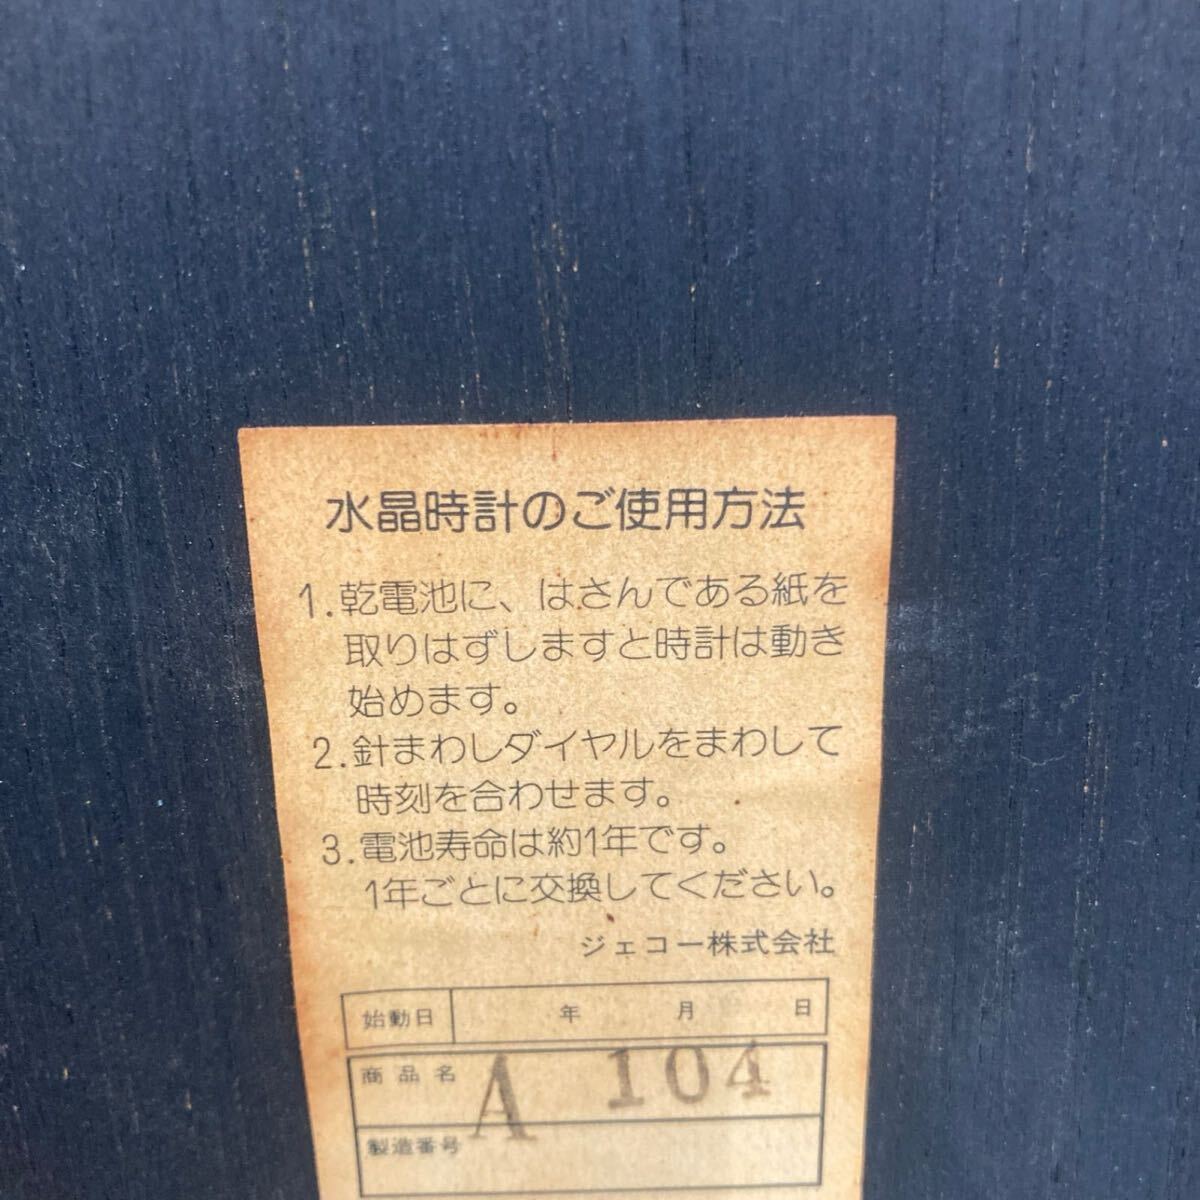 水晶時計のご使用方法
1.乾電池に、はさんである紙を
取りはずしますと時計は動き
始めます。
2.針まわしダイヤルをまわして
時刻を合わせます。
3.電池寿命は約1年です。
1年ごとに交換してください。
ジェコー株式会社
始動日 年 月 日
商品名 A 104
製造番号